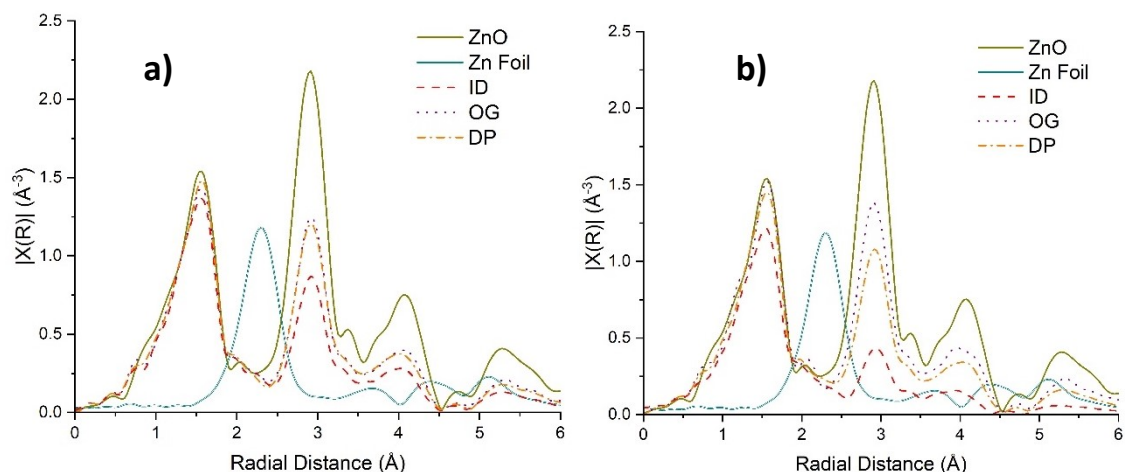 a)
ZnO
Zn Foil
ID
OG
DP
|X(R)| (Å-3)
2.5
2.0
1.5
1.0
0.5
0.0
0 1 2 3 4 5 6
Radial Distance (Å)
b)
ZnO
Zn Foil
ID
OG
DP
|X(R)| (Å-3)
2.5
2.0
1.5
1.0
0.5
0.0
0 1 2 3 4 5 6
Radial Distance (Å)